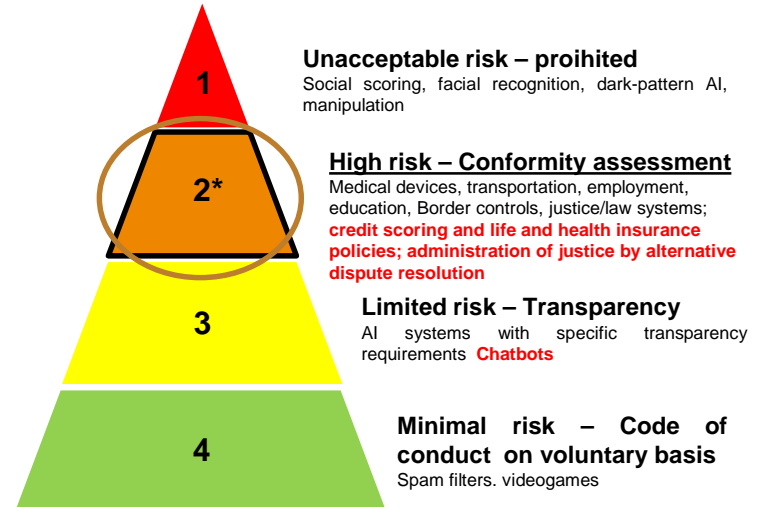 1
Unacceptable risk – proihited
Social scoring, facial recognition, dark-pattern AI,
manipulation
2*
High risk – Conformity assessment
Medical devices, transportation, employment,
education, Border controls, justice/law systems;
credit scoring and life and health insurance
policies; administration of justice by alternative
dispute resolution
3
Limited risk – Transparency
AI systems with specific transparency
requirements Chatbots
4
Minimal risk – Code of
conduct on voluntary basis
Spam filters. videogames